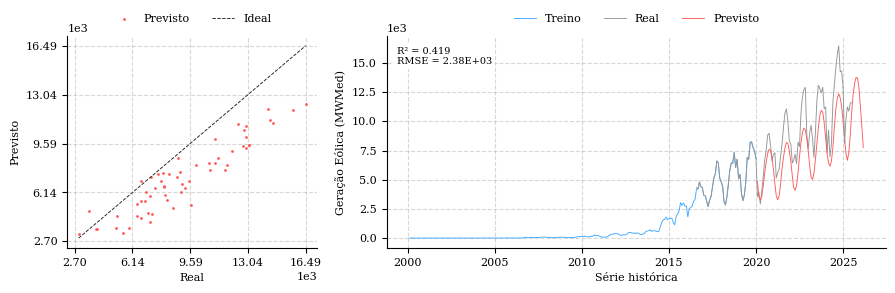 Previsto
Ideal
1e3
16.49
13.04
9.59
6.14
2.70
Previsto
2.70
6.14
9.59
13.04
16.49
Real
1e3
Treino
Real
Previsto
1e3
R² = 0.419
RMSE = 2.38E+03
15.0
12.5
10.0
7.5
5.0
2.5
0.0
Geração Eólica (MWMed)
2000
2005
2010
2015
2020
2025
Série histórica